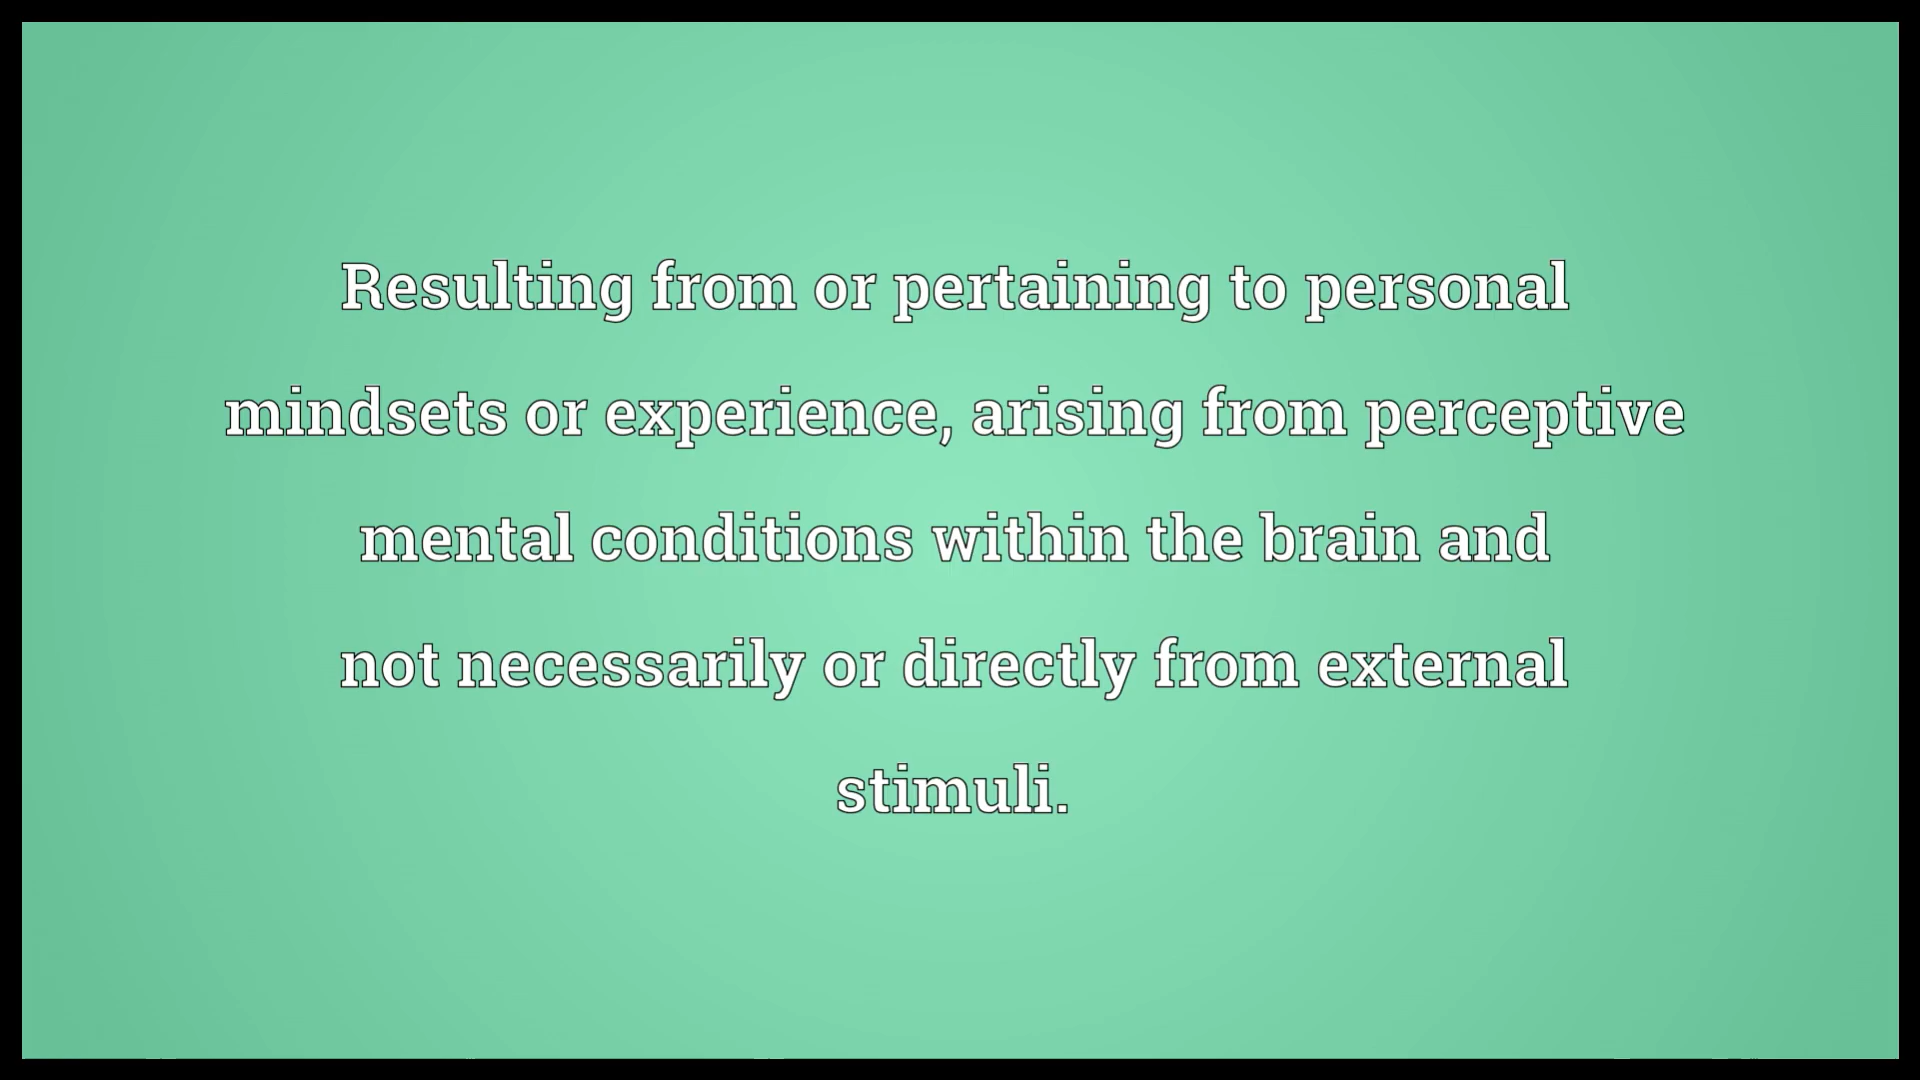 Resulting from or pertaining to personal
mindsets or experience, arising from perceptive
mental conditions within the brain and
not necessarily or directly from external
stimuli.